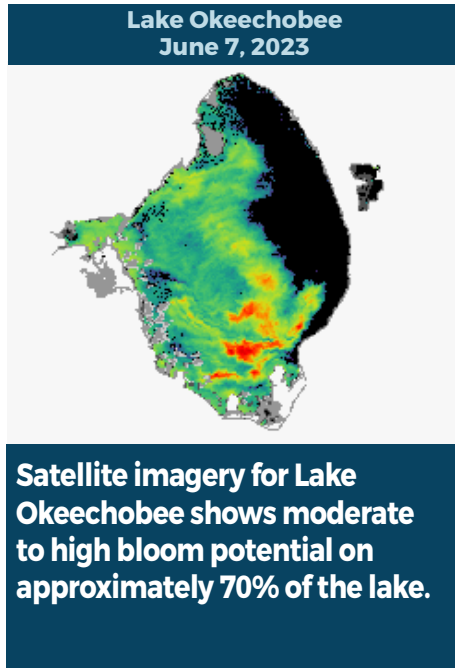 Lake Okeechobee
June 7, 2023
Satellite imagery for Lake
Okeechobee shows moderate
to high bloom potential on
approximately 70% of the lake.